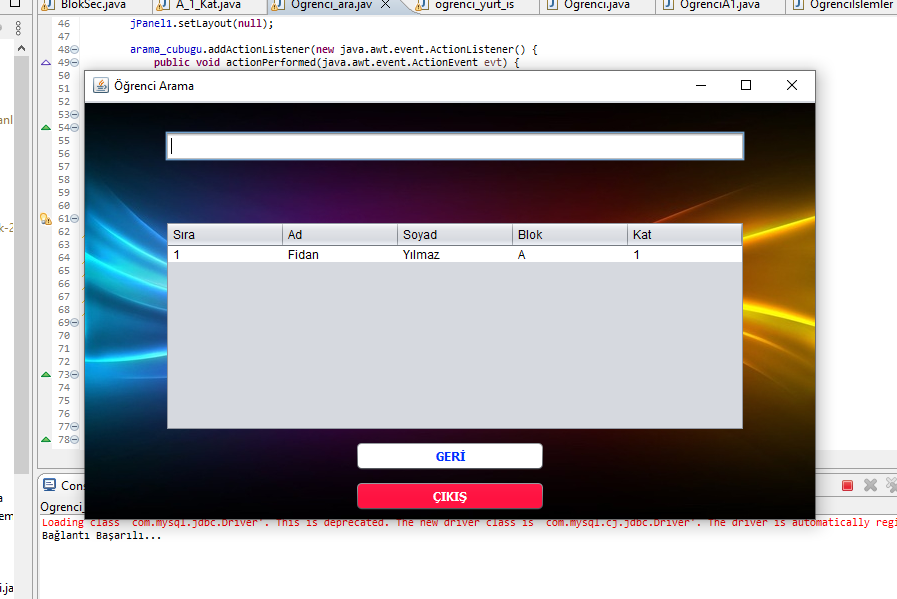 BlokSec.java A_1_Kat.java Ogrenci_ara.jav ogrenci_yurt_is Ogrenci.java OgrenciA1.java OgrenciIslemler
46 jPanel1.setLayout(null);
47
48 arama_cubugu.addActionListener(new java.awt.event.ActionListener() {
49 public void actionPerformed(java.awt.event.ActionEvent evt) {
50
51
52
53
54
55
56
57
58
59
60
61
62
63
64
65
66
67
68
69
70
71
72
73
74
75
76
77
78
Öğrenci Arama
Sıra Ad Soyad Blok Kat
1 Fidan Yılmaz A 1
GERİ
ÇIKIŞ
Con
Ogrenci_
Loading class `com.mysql.jdbc.Driver'. This is deprecated. The new driver class is `com.mysql.cj.jdbc.Driver'. The driver is automatically regi
Bağlantı Başarılı...